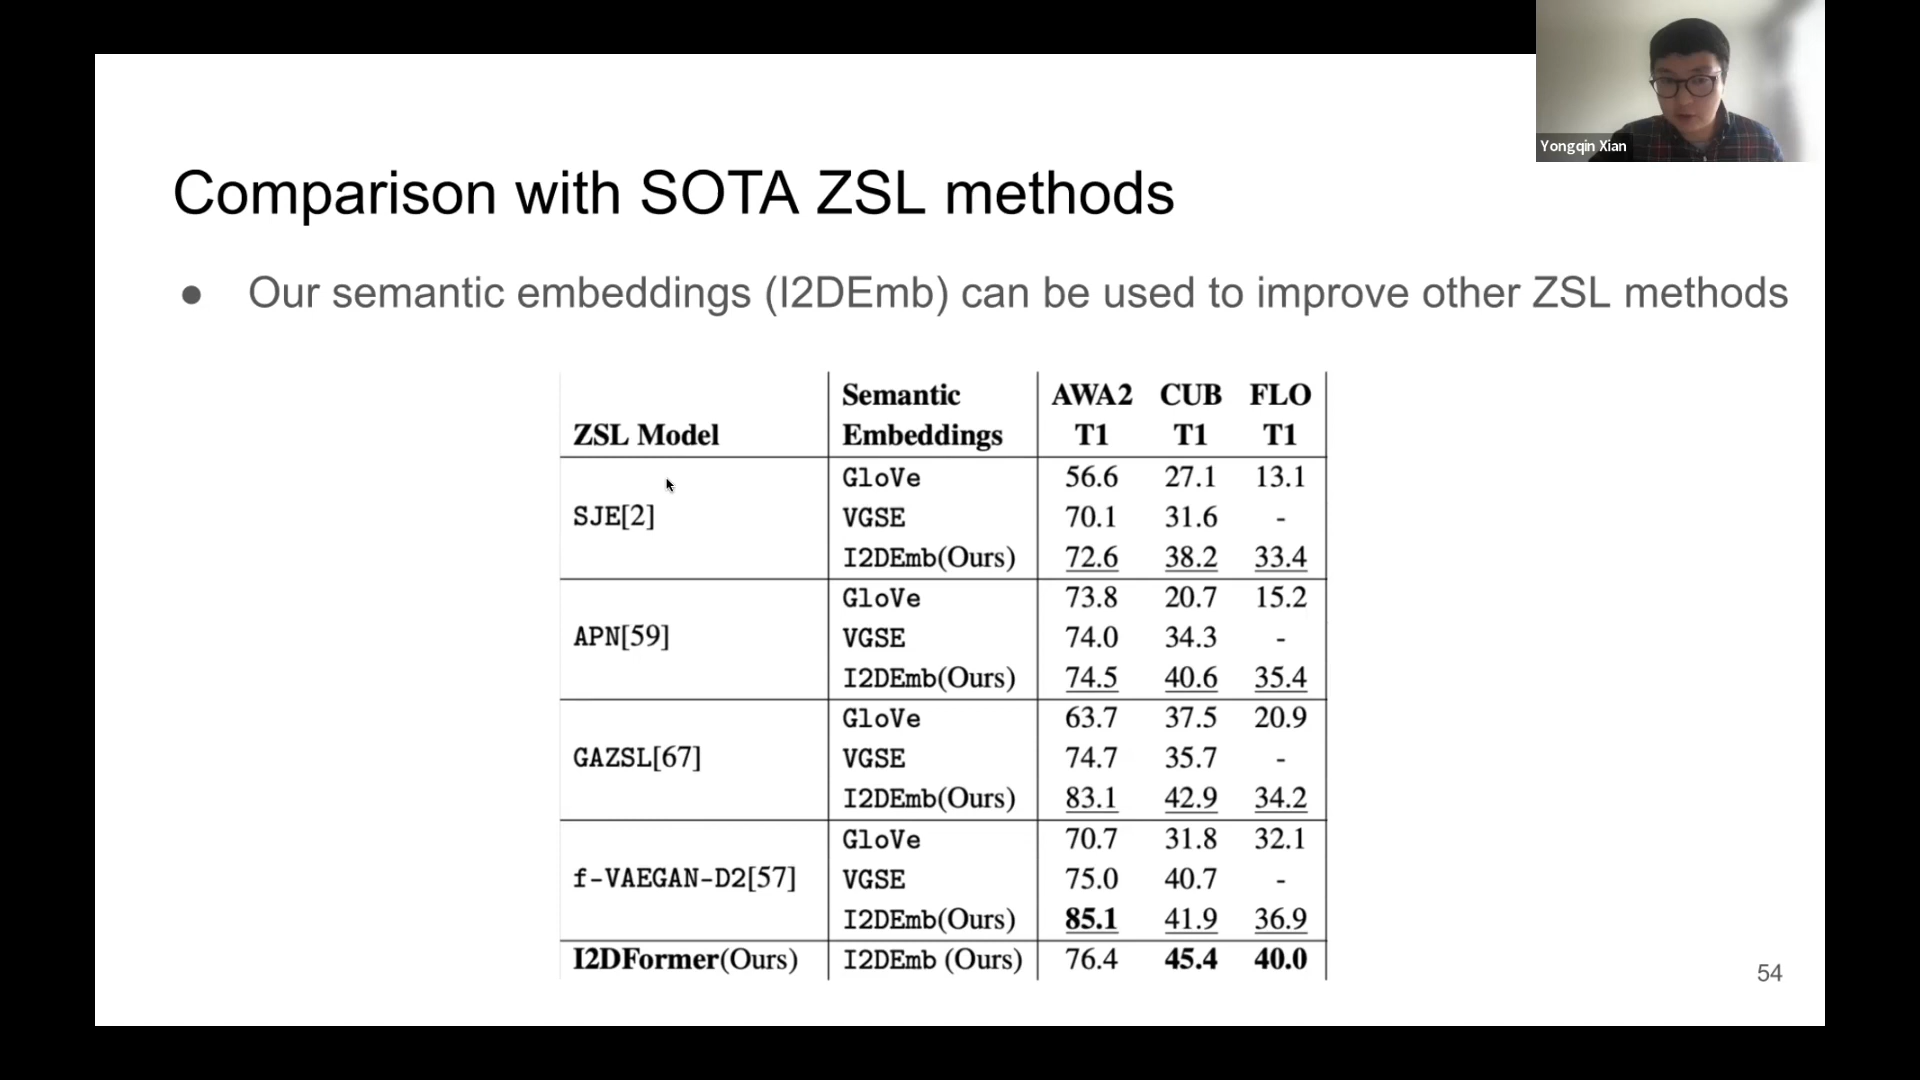 Yongqin Xian
Comparison with SOTA ZSL methods
● Our semantic embeddings (I2DEmb) can be used to improve other ZSL methods
Semantic AWA2 CUB FLO
ZSL Model Embeddings T1 T1 T1
GloVe 56.6 27.1 13.1
SJE[2] VGSE 70.1 31.6 -
I2DEmb(Ours) 72.6 38.2 33.4
GloVe 73.8 20.7 15.2
APN[59] VGSE 74.0 34.3 -
I2DEmb(Ours) 74.5 40.6 35.4
GloVe 63.7 37.5 20.9
GAZSL[67] VGSE 74.7 35.7 -
I2DEmb(Ours) 83.1 42.9 34.2
GloVe 70.7 31.8 32.1
f-VAEGAN-D2[57] VGSE 75.0 40.7 -
I2DEmb(Ours) 85.1 41.9 36.9
I2DFormer(Ours) I2DEmb (Ours) 76.4 45.4 40.0
54